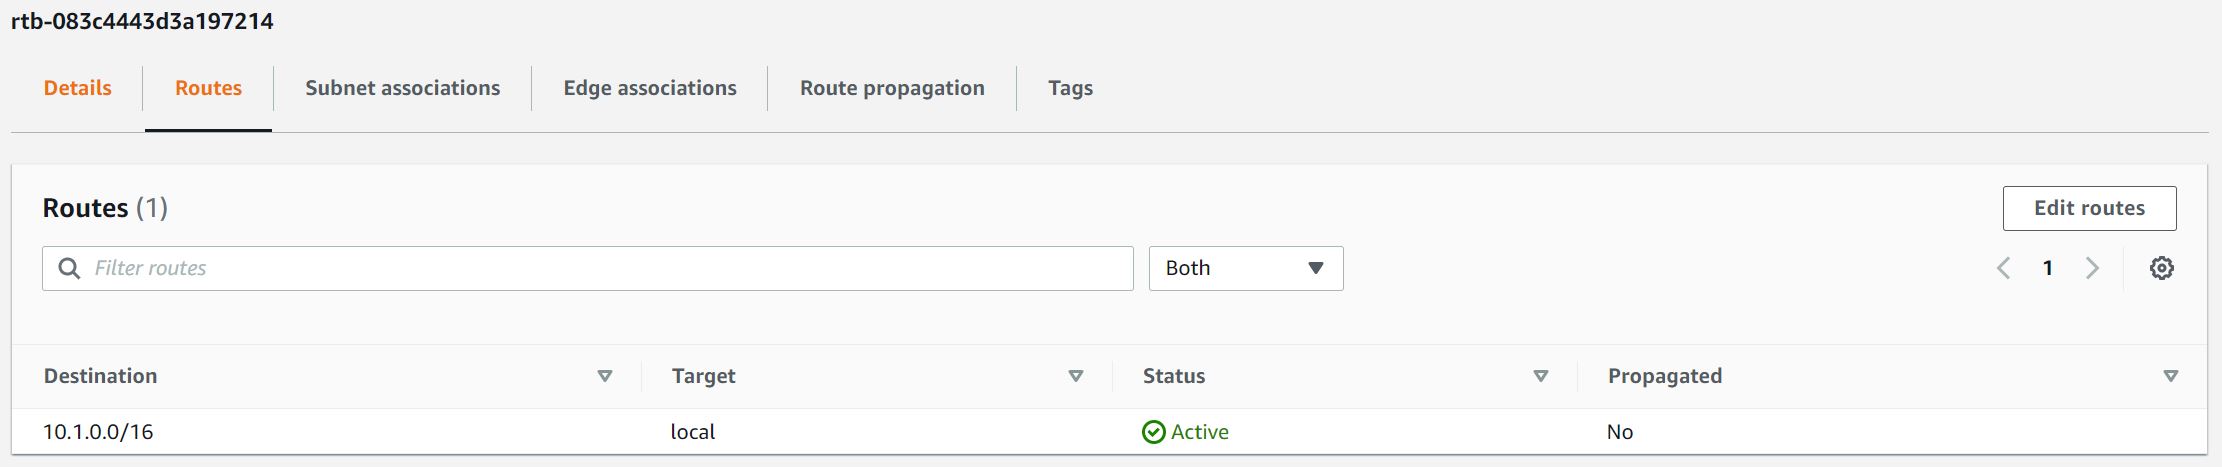 rtb-083c4443d3a197214
Details Routes Subnet associations Edge associations Route propagation Tags
Routes (1)
Edit routes
Filter routes Both 1
Destination Target Status Propagated
10.1.0.0/16 local Active No